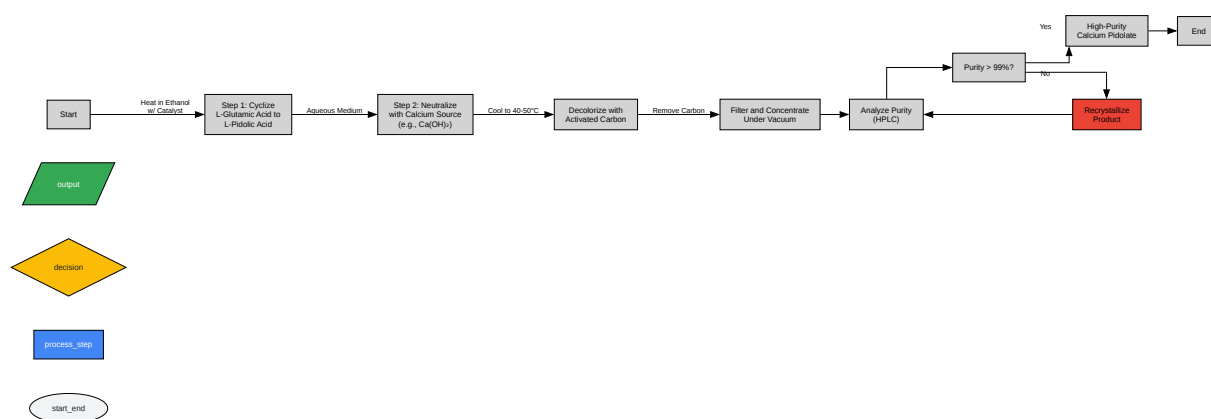 Start
Heat in Ethanol
w/ Catalyst
Step 1: Cyclize
L-Glutamic Acid to
L-Pidolic Acid
Aqueous Medium
Step 2: Neutralize
with Calcium Source
(e.g., Ca(OH)₂)
Cool to 40-50°C
Decolorize with
Activated Carbon
Remove Carbon
Filter and Concentrate
Under Vacuum
Analyze Purity
(HPLC)
Purity > 99%?
Yes
No
High-Purity
Calcium Pidolate
End
Recrystallize
Product
output
decision
process_step
start_end